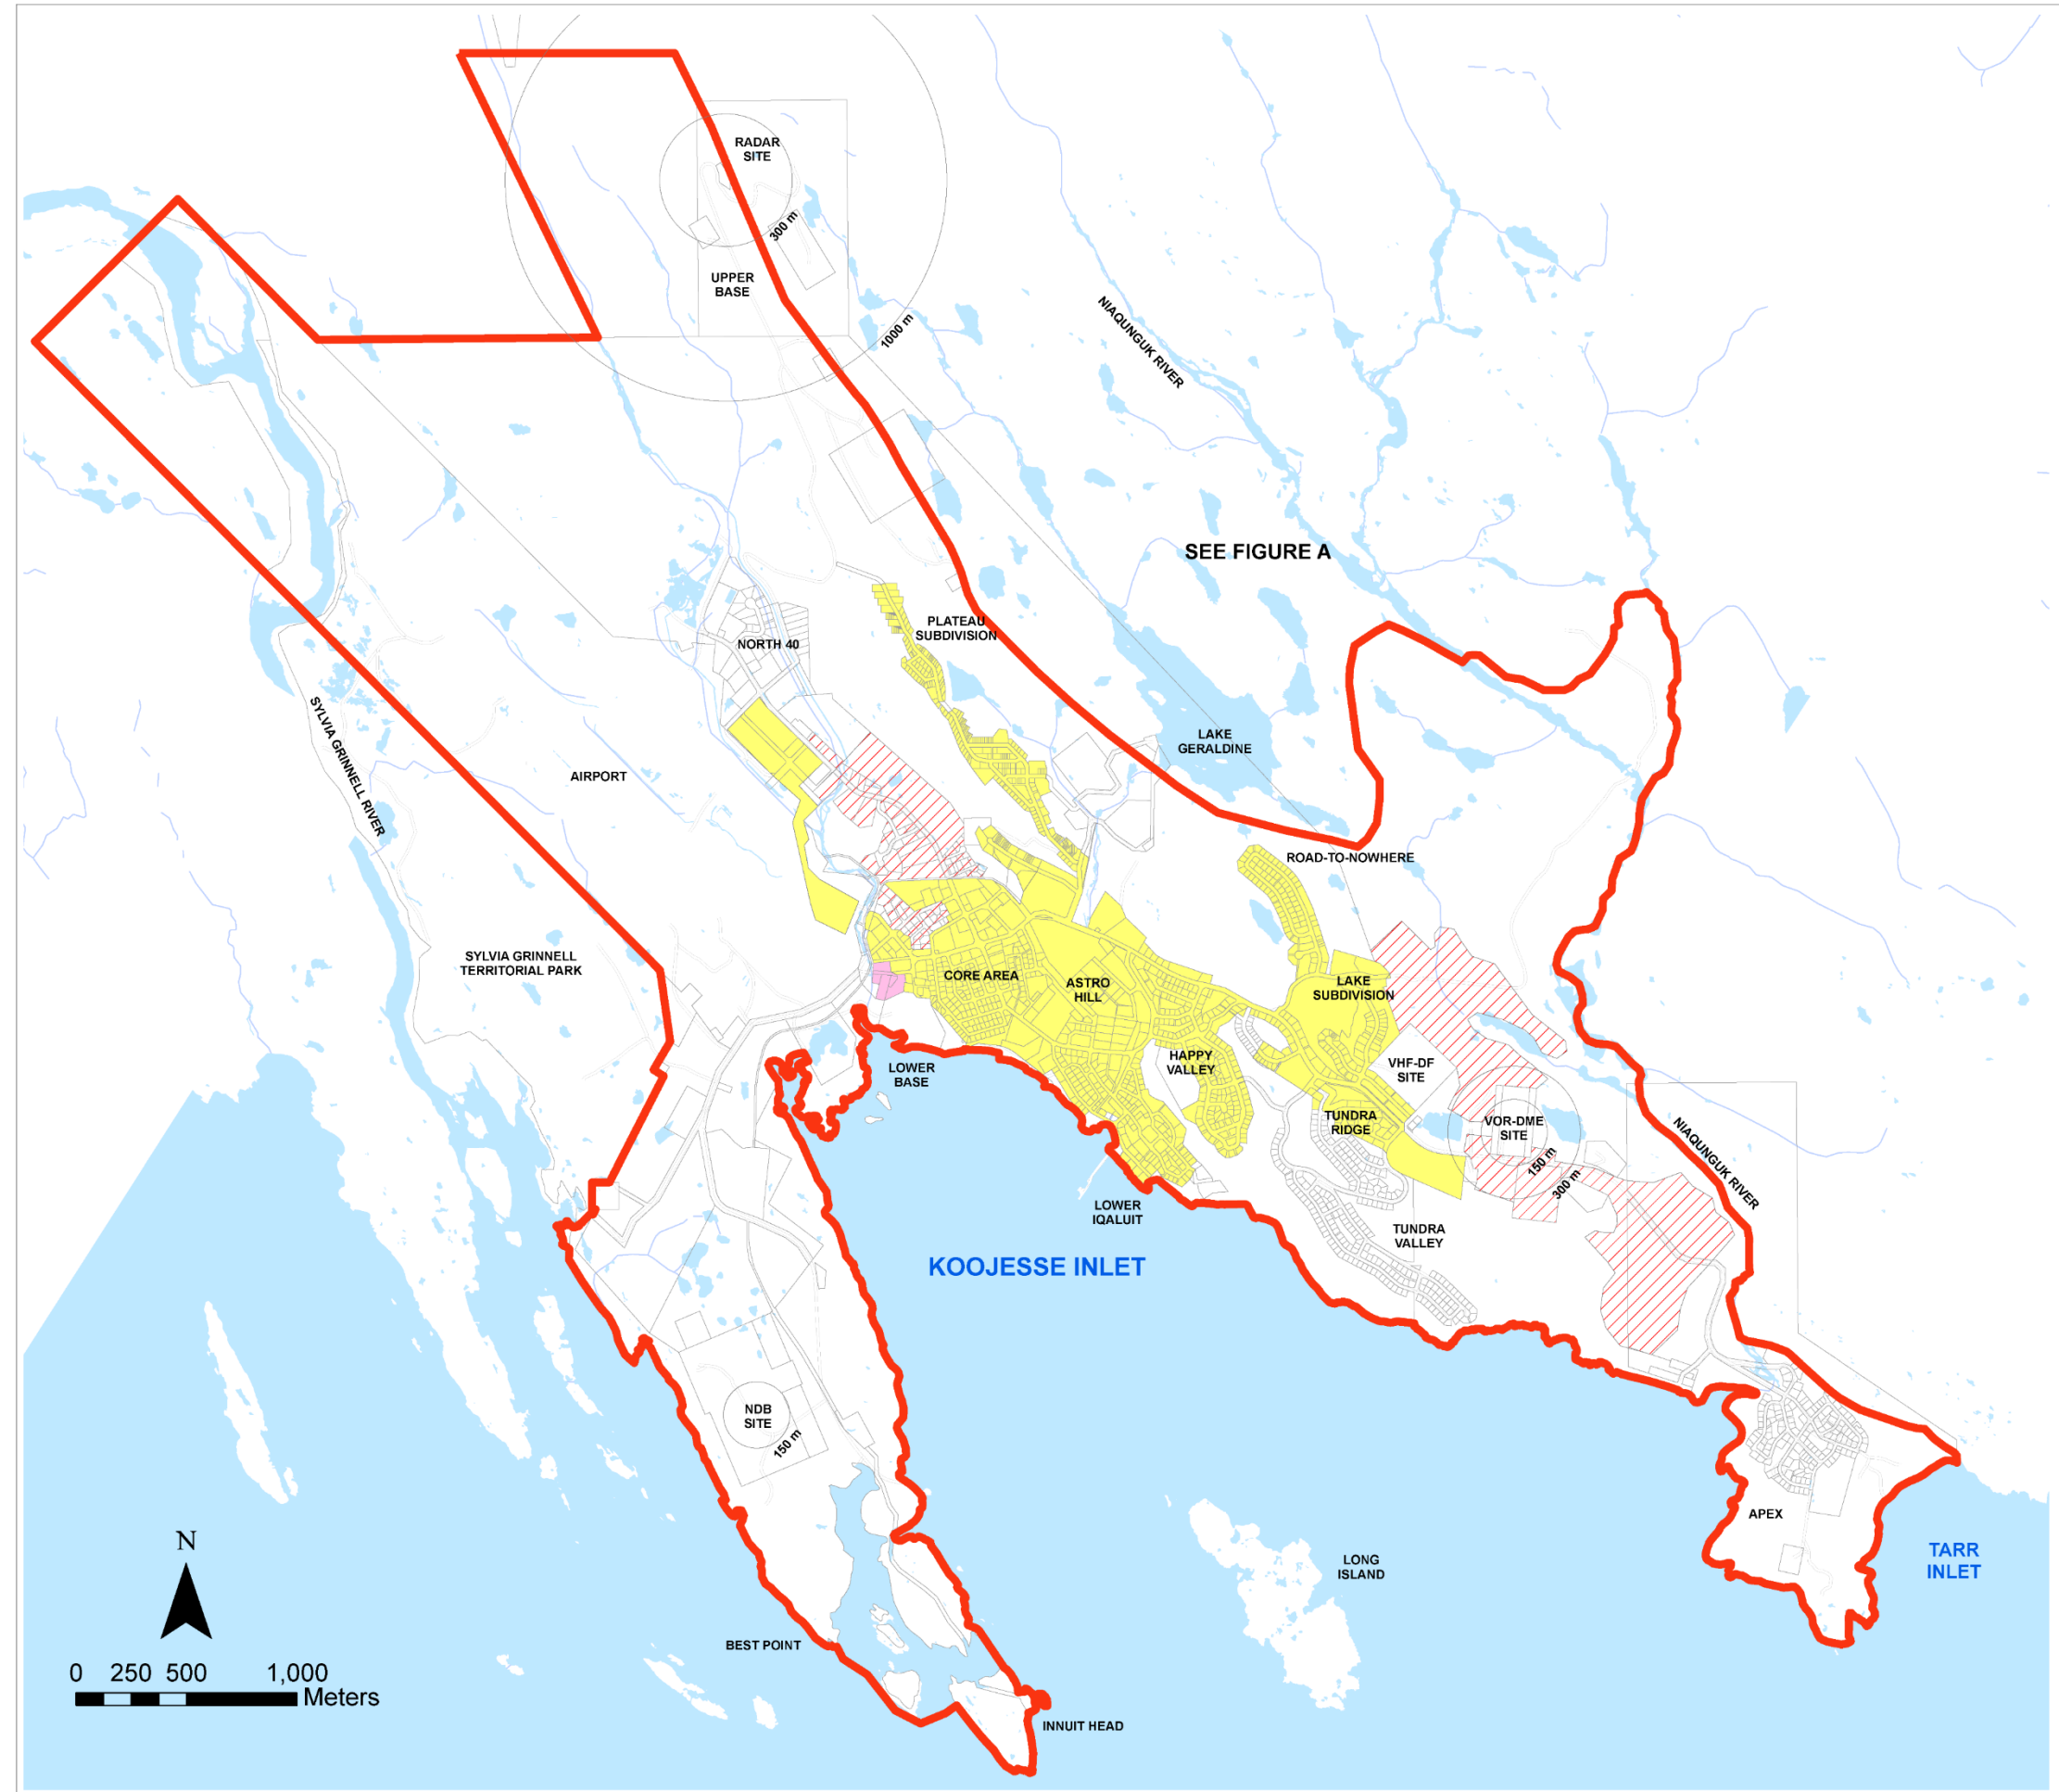 RADAR
SITE
300 m
UPPER
BASE
1000 m
NIAQUNGUK RIVER
SEE FIGURE A
PLATEAU
SUBDIVISION
NORTH 40
LAKE
GERALDINE
SYLVIA GRINNELL RIVER
AIRPORT
ROAD-TO-NOWHERE
SYLVIA GRINNELL
TERRITORIAL PARK
CORE AREA
ASTRO
HILL
LAKE
SUBDIVISION
LOWER
BASE
HAPPY
VALLEY
VHF-DF
SITE
TUNDRA
RIDGE
VOR-DME
SITE
150 m
300 m
NIAQUNGUK RIVER
LOWER
IQALUIT
TUNDRA
VALLEY
KOOJESSE INLET
NDB
SITE
150 m
APEX
TARR
INLET
LONG
ISLAND
N
BEST POINT
0 250 500 1,000
Meters
INNUIT HEAD